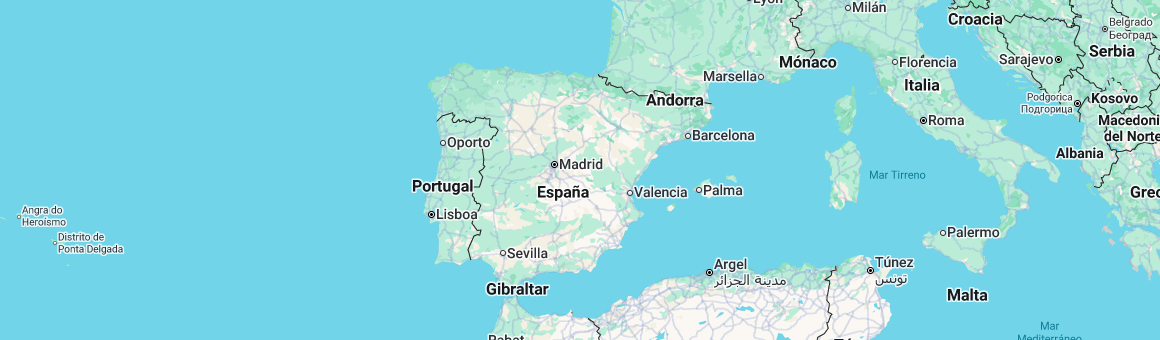 Lyon
Milán
Croacia
Belgrado
Београд
Serbia
Sarajevo
Mónaco
Florencia
Marsella
Italia
Andorra
Podgorica
Подгорица
Kosovo
Roma
Macedoni
del Norte
Barcelona
Oporto
Albania
Madrid
Mar Tirreno
Portugal
España
Valencia
Palma
Grec
Angra do
Heroísmo
Lisboa
Distrito de
Ponta Delgada
Palermo
Sevilla
Argel
مدينة الجزائر
Túnez
تونس
Gibraltar
Malta
Mar
Mediterráneo
Rabat